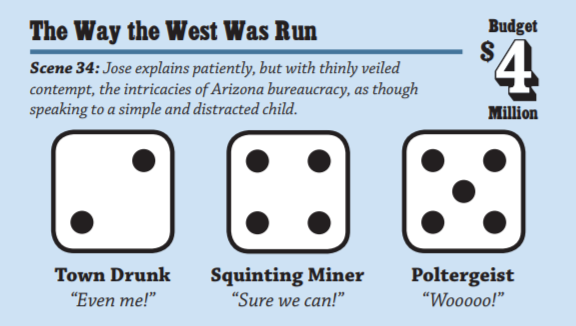 The Way the West Was Run
Budget
$4
Million
Scene 34: Jose explains patiently, but with thinly veiled
contempt, the intricacies of Arizona bureaucracy, as though
speaking to a simple and distracted child.
Town Drunk
"Even me!"
Squinting Miner
"Sure we can!"
Poltergeist
"Wooooo!"